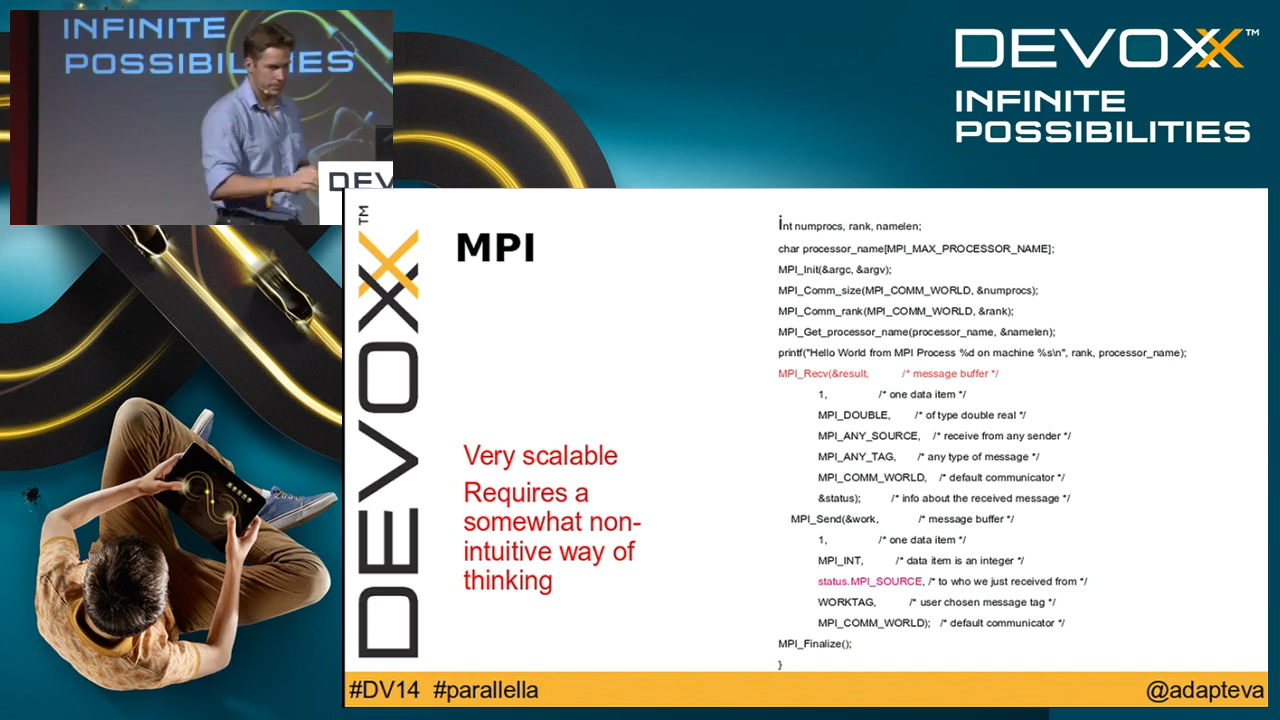 INFINITE
POSSIBILITIES
DEV
DEVOXX™
INFINITE
POSSIBILITIES
DEVOXX™
MPI
Very scalable
Requires a
somewhat non-
intuitive way of
thinking
int numprocs, rank, namelen;
char processor_name[MPI_MAX_PROCESSOR_NAME];
MPI_Init(&argc, &argv);
MPI_Comm_size(MPI_COMM_WORLD, &numprocs);
MPI_Comm_rank(MPI_COMM_WORLD, &rank);
MPI_Get_processor_name(processor_name, &namelen);
printf("Hello World from MPI Process %d on machine %s\n", rank, processor_name);
MPI_Recv(&result, /* message buffer */
1, /* one data item */
MPI_DOUBLE, /* of type double real */
MPI_ANY_SOURCE, /* receive from any sender */
MPI_ANY_TAG, /* any type of message */
MPI_COMM_WORLD, /* default communicator */
&status); /* info about the received message */
MPI_Send(&work, /* message buffer */
1, /* one data item */
MPI_INT, /* data item is an integer */
status.MPI_SOURCE, /* to who we just received from */
WORKTAG, /* user chosen message tag */
MPI_COMM_WORLD); /* default communicator */
MPI_Finalize();
}
#DV14 #parallella
@adapteva